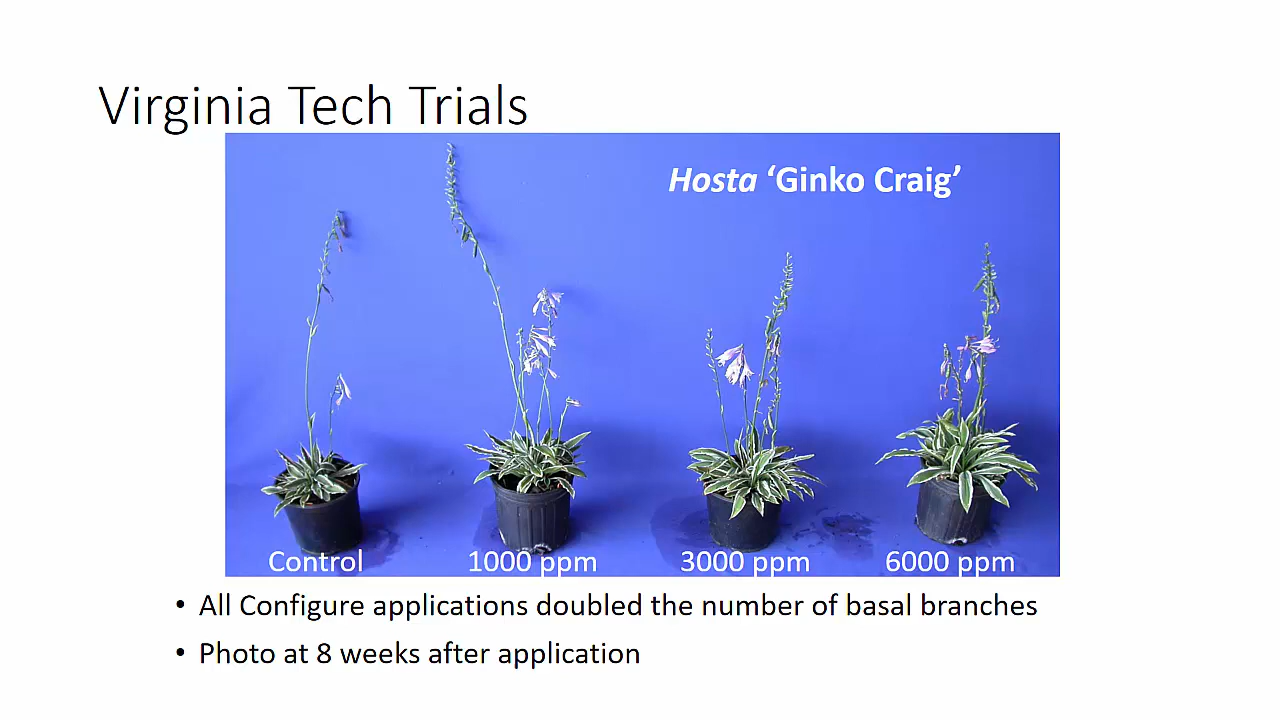 Virginia Tech Trials
Hosta ‘Ginko Craig’
Control 1000 ppm 3000 ppm 6000 ppm
• All Configure applications doubled the number of basal branches
• Photo at 8 weeks after application